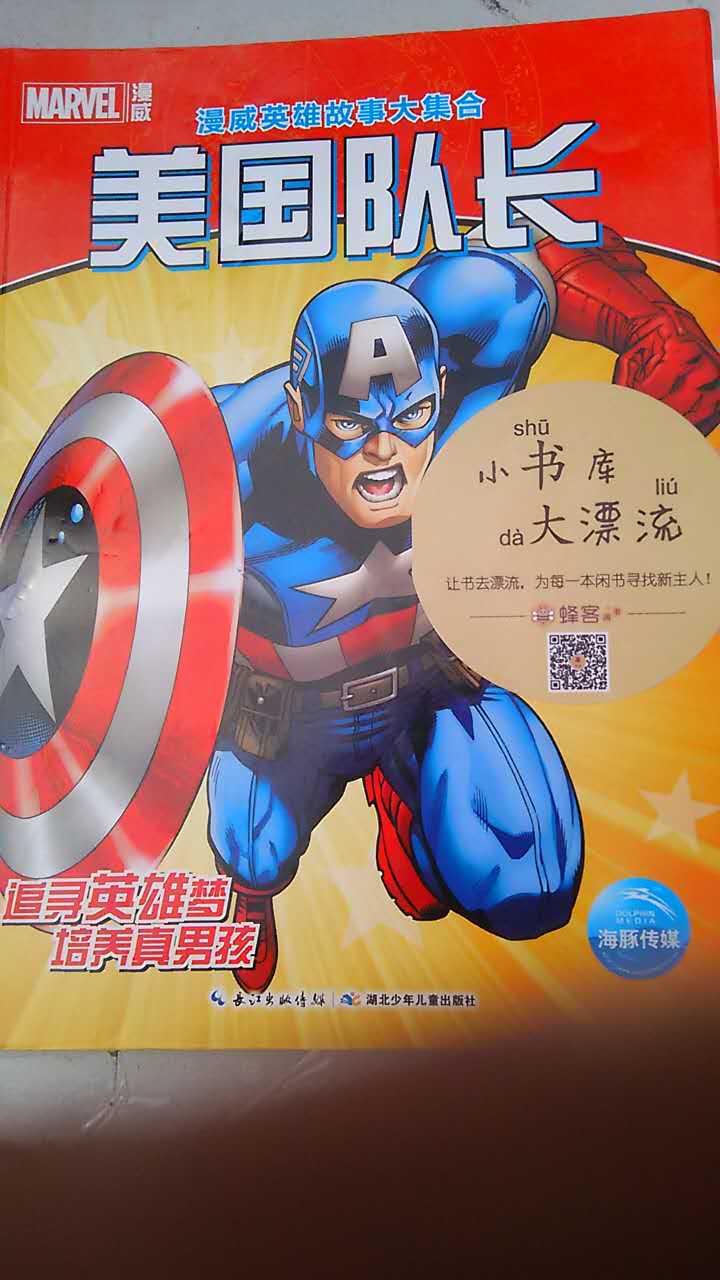 MARVEL 漫威
漫威英雄故事大集合
美国队长
A
shū
小书库
liú
dà
大漂流
让书去漂流,为每一本闲书寻找新主人!
蜂客
追寻英雄梦
培养真男孩
DOLPHIN
MEDIA
海豚传媒
长江出版传媒
湖北少年儿童出版社